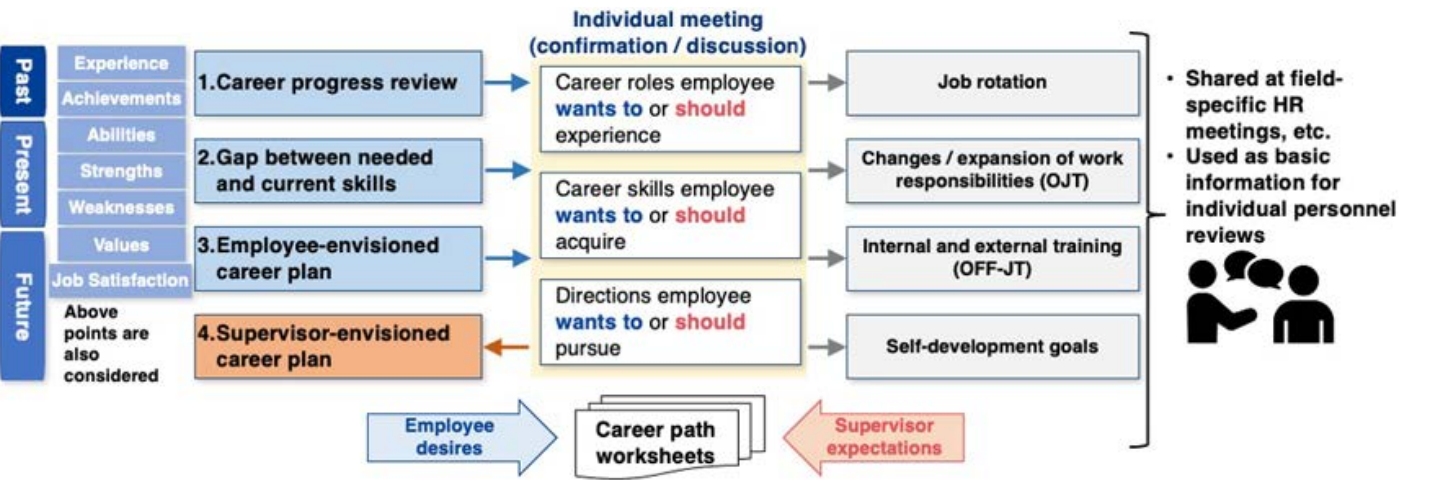 Past
Present
Future
Experience
Achievements
Abilities
Strengths
Weaknesses
Values
Job Satisfaction
Above
points are
also
considered
1.Career progress review
2.Gap between needed
and current skills
3.Employee-envisioned
career plan
4.Supervisor-envisioned
career plan
Individual meeting
(confirmation / discussion)
Career roles employee
wants to or should
experience
Career skills employee
wants to or should
acquire
Directions employee
wants to or should
pursue
Job rotation
Changes / expansion of work
responsibilities (OJT)
Internal and external training
(OFF-JT)
Self-development goals
• Shared at field-
specific HR
meetings, etc.
• Used as basic
information for
individual personnel
reviews
Employee
desires
Career path
worksheets
Supervisor
expectations